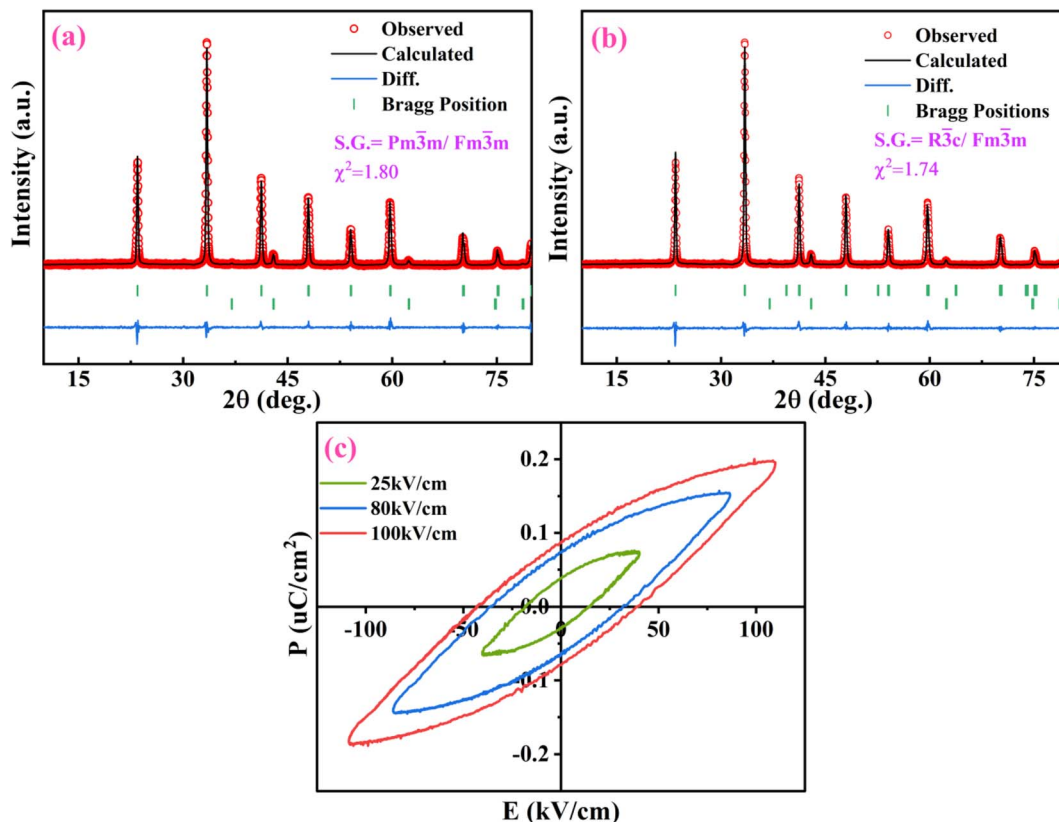 (a)
Observed
Calculated
Diff.
Bragg Position
S.G.= Pm3̅m/ Fm3̅m
χ²=1.80
Intensity (a.u.)
15 30 45 60 75
2θ (deg.)
(b)
Observed
Calculated
Diff.
Bragg Positions
S.G.= R3̅c/ Fm3̅m
χ²=1.74
Intensity (a.u.)
15 30 45 60 75
2θ (deg.)
(c)
25kV/cm
80kV/cm
100kV/cm
P (uC/cm²)
0.2
0.1
0.0
-0.1
-0.2
-100 -50 0 50 100
E (kV/cm)